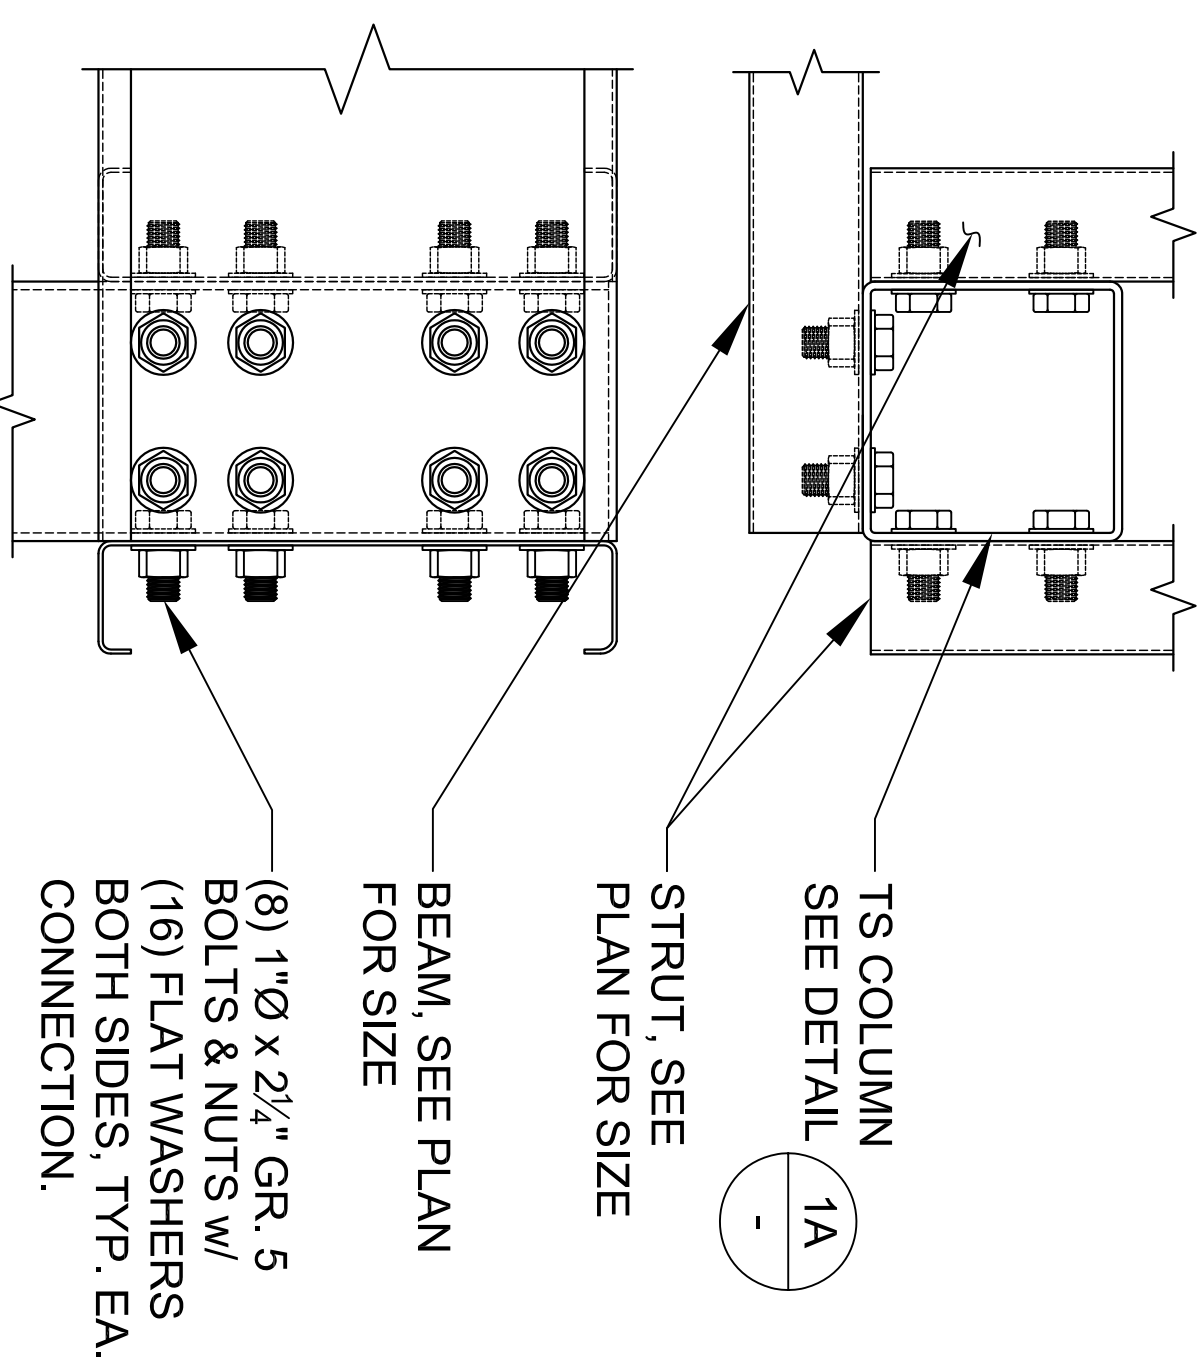 TS COLUMN
SEE DETAIL
1A
-
STRUT, SEE
PLAN FOR SIZE
BEAM, SEE PLAN
FOR SIZE
(8) 1"Ø x 2¼" GR. 5
BOLTS & NUTS w/
(16) FLAT WASHERS
BOTH SIDES, TYP. EA.
CONNECTION.